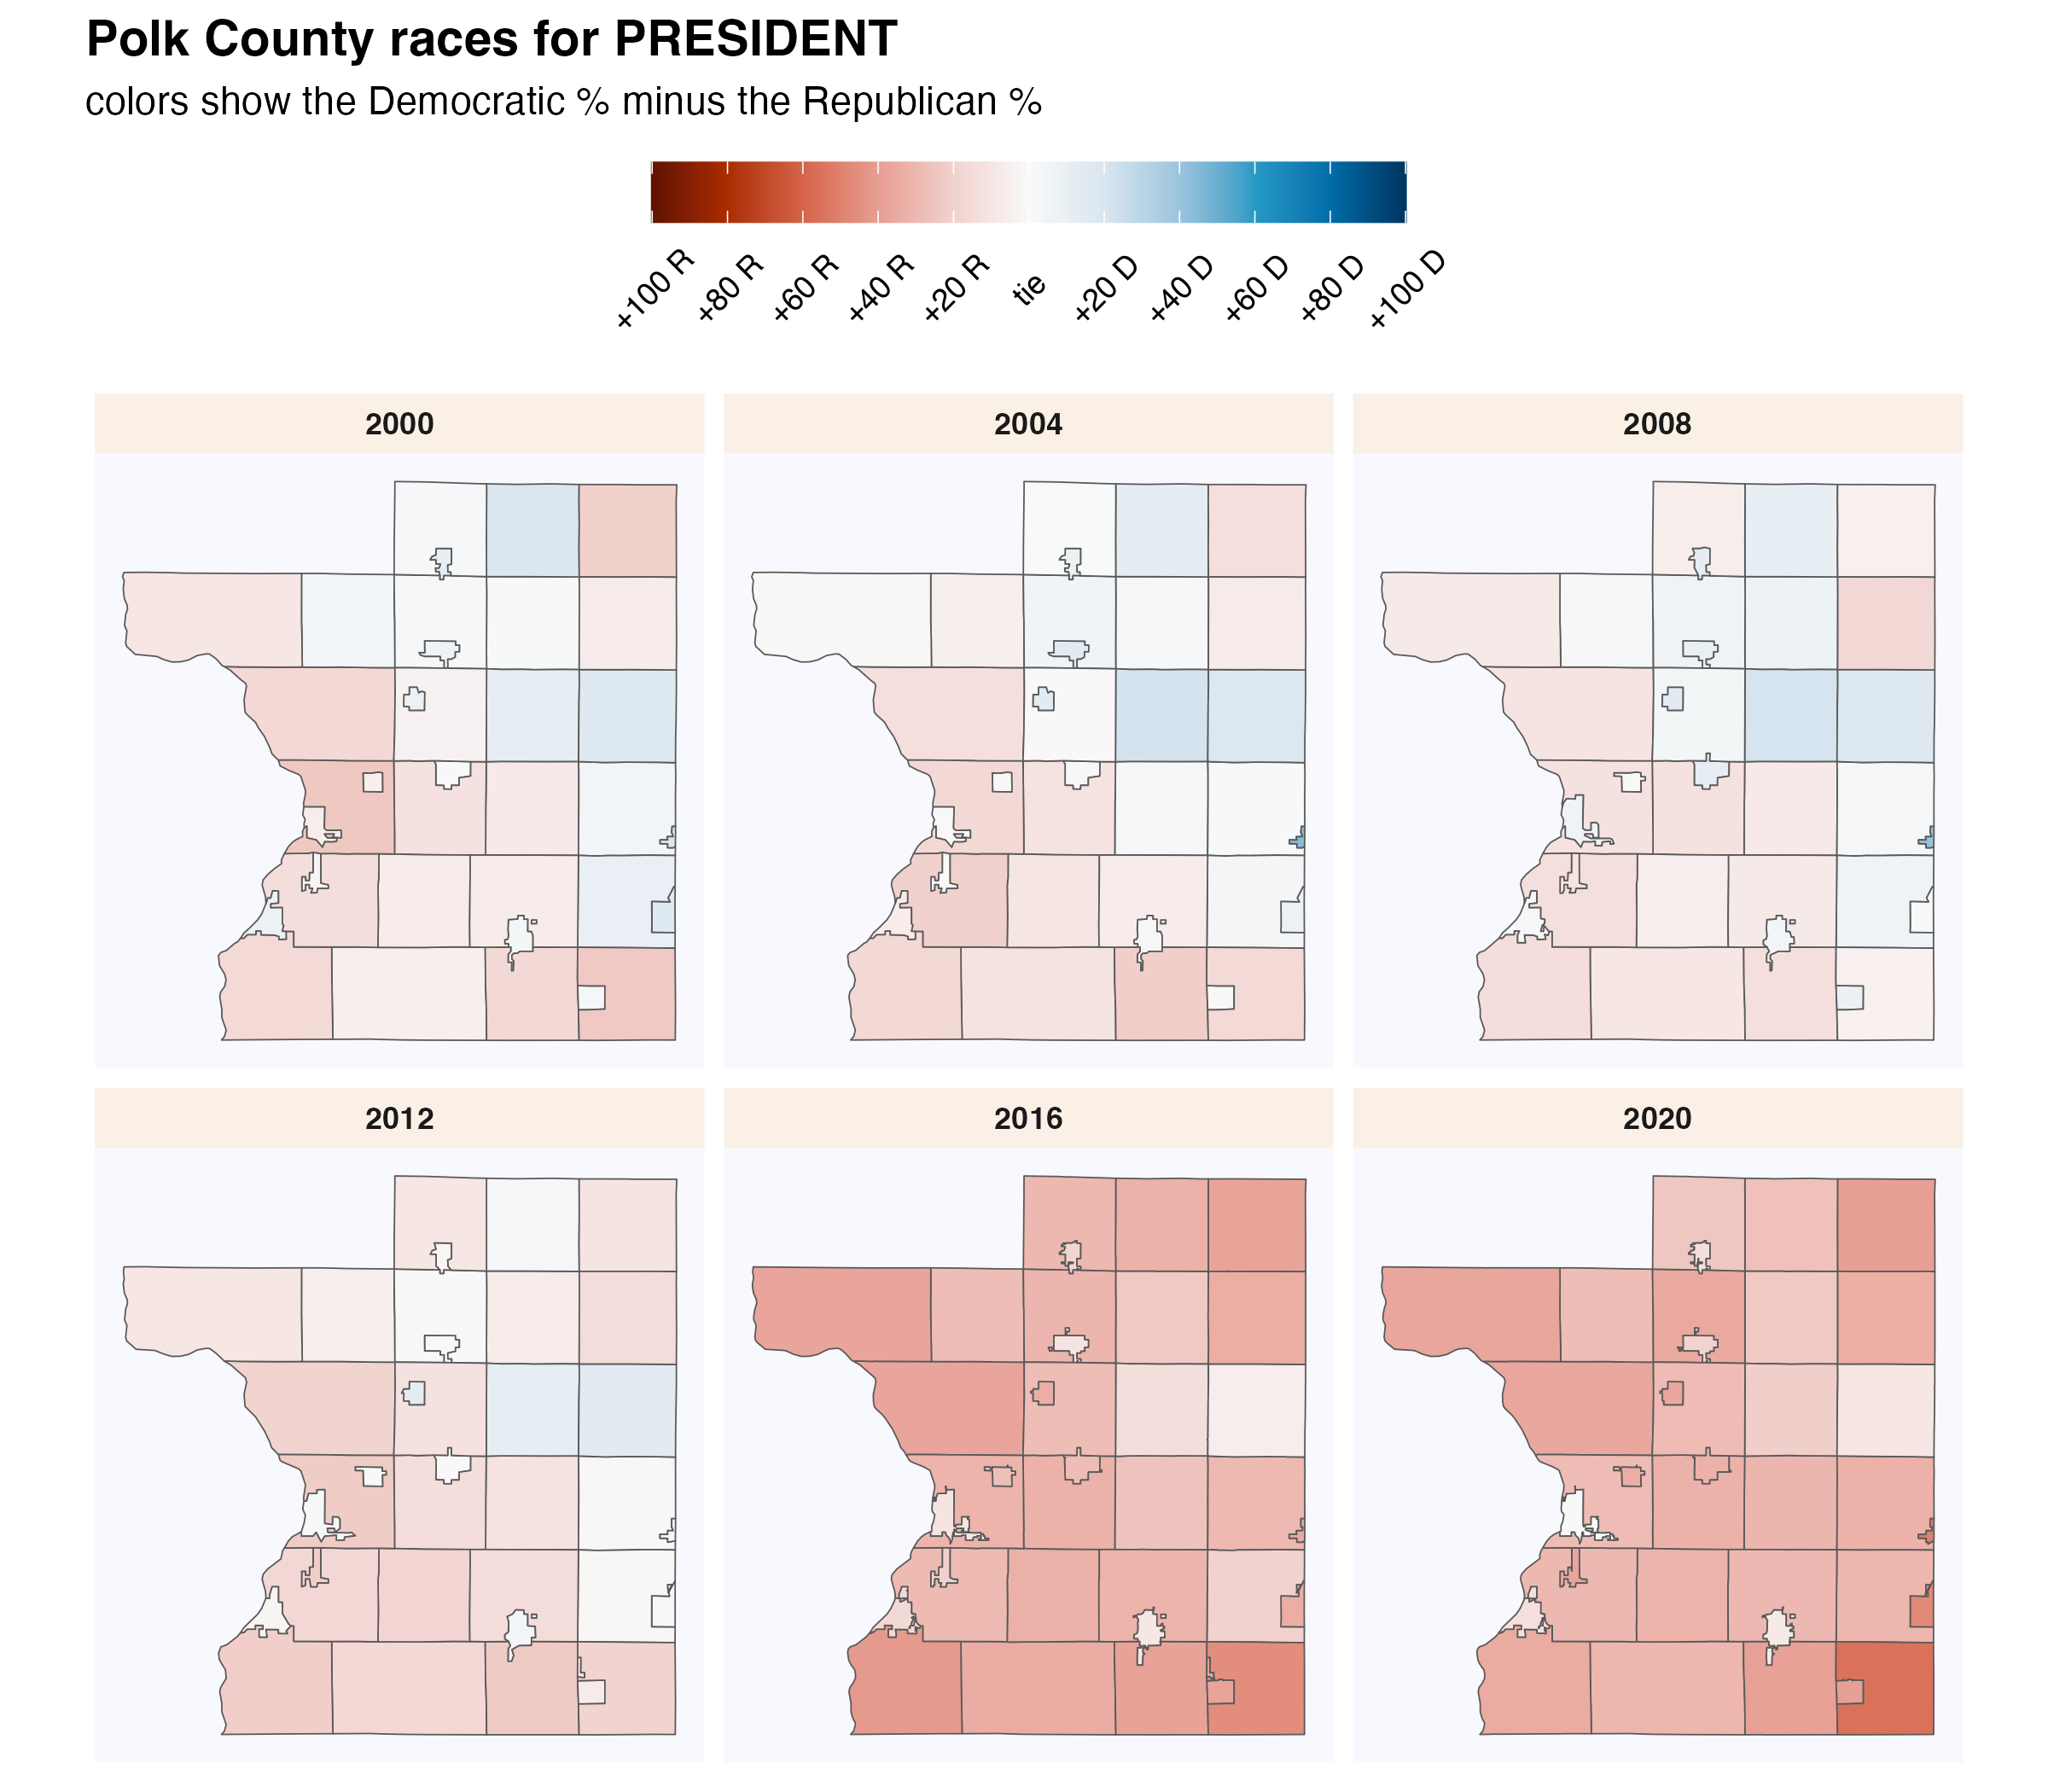 Polk County races for PRESIDENT
colors show the Democratic % minus the Republican %
+100 R
+80 R
+60 R
+40 R
+20 R
tie
+20 D
+40 D
+60 D
+80 D
+100 D
2000
2004
2008
2012
2016
2020